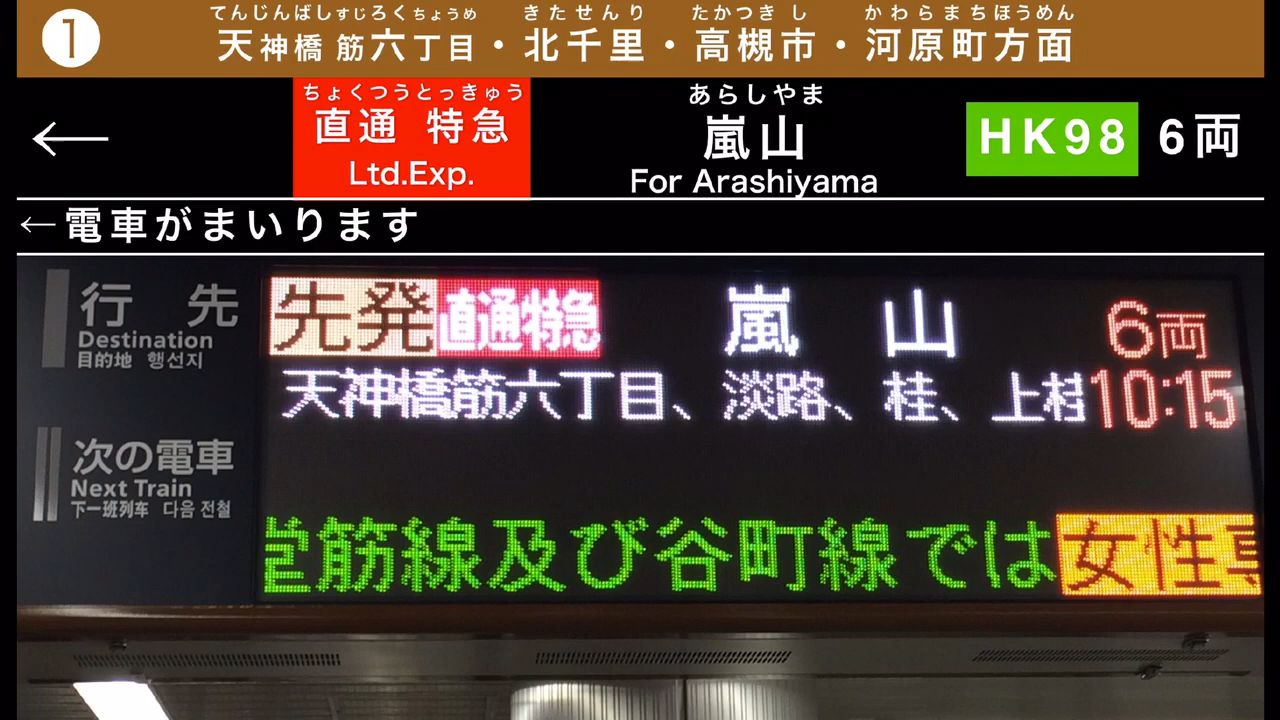 てんじんばしすじろくちょうめ きたせんり たかつきし かわらまちほうめん
1 天神橋筋六丁目・北千里・高槻市・河原町方面
ちょくつうとっきゅう あらしやま
← 直通 特急 嵐山 HK98 6両
Ltd.Exp. For Arashiyama
←電車がまいります
行先 先発 直通特急 嵐山 6両
Destination
目的地 행선지
天神橋筋六丁目、淡路、桂、上桂 10:15
次の電車
Next Train
下一班列车 다음 전철
堂筋線及び谷町線では女性専